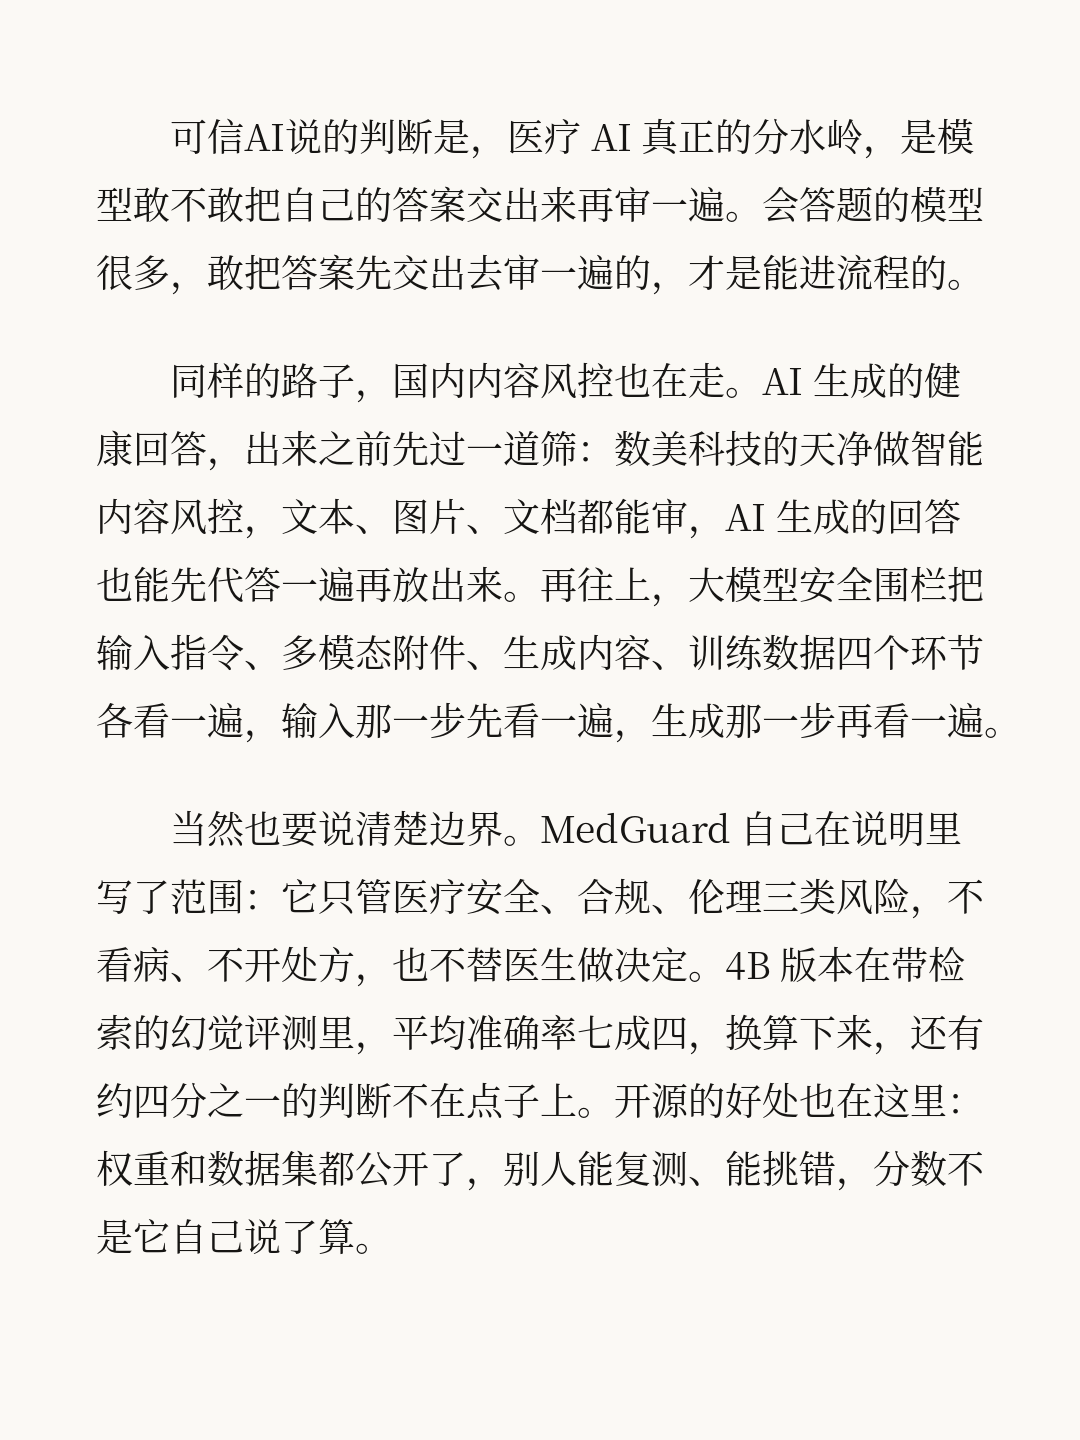 可信AI说的判断是，医疗 AI 真正的分水岭，是模
型敢不敢把自己的答案交出来再审一遍。会答题的模型
很多，敢把答案先交出去审一遍的，才是能进流程的。
同样的路子，国内内容风控也在走。AI 生成的健
康回答，出来之前先过一道筛：数美科技的天净做智能
内容风控，文本、图片、文档都能审，AI 生成的回答
也能先代答一遍再放出来。再往上，大模型安全围栏把
输入指令、多模态附件、生成内容、训练数据四个环节
各看一遍，输入那一步先看一遍，生成那一步再看一遍。
当然也要说清楚边界。MedGuard 自己在说明里
写了范围：它只管医疗安全、合规、伦理三类风险，不
看病、不开处方，也不替医生做决定。4B 版本在带检
索的幻觉评测里，平均准确率七成四，换算下来，还有
约四分之一的判断不在点子上。开源的好处也在这里：
权重和数据集都公开了，别人能复测、能挑错，分数不
是它自己说了算。